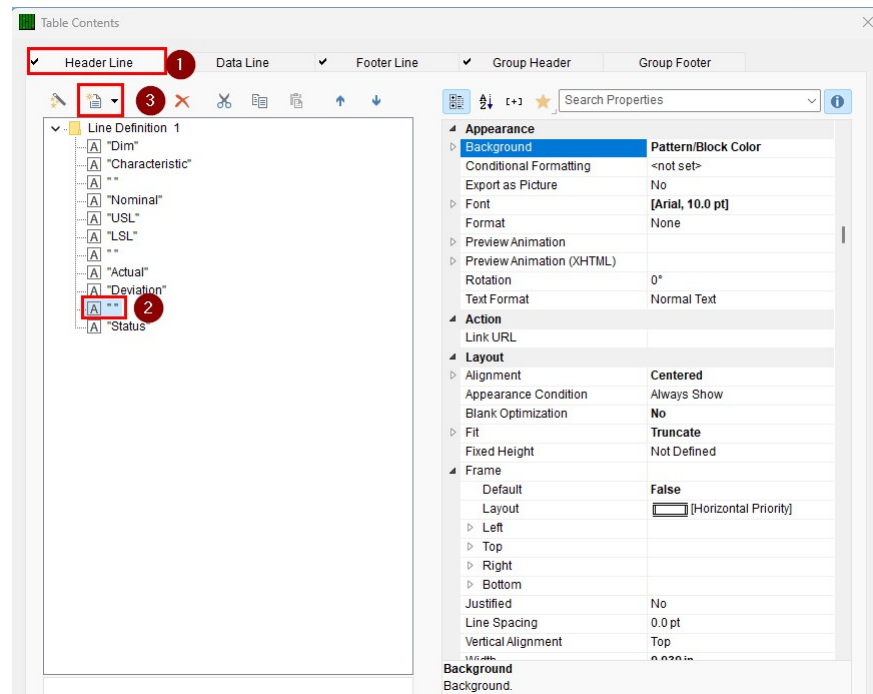 Table Contents
Header Line 1 Data Line Footer Line Group Header Group Footer
3 Search Properties
Line Definition 1
"Dim"
"Characteristic"
" "
"Nominal"
"USL"
"LSL"
" "
"Actual"
"Deviation"
" " 2
"Status"
Appearance
Background Pattern/Block Color
Conditional Formatting <not set>
Export as Picture No
Font [Arial, 10.0 pt]
Format None
Preview Animation
Preview Animation (XHTML)
Rotation 0°
Text Format Normal Text
Action
Link URL
Layout
Alignment Centered
Appearance Condition Always Show
Blank Optimization No
Fit Truncate
Fixed Height Not Defined
Frame
Default False
Layout [Horizontal Priority]
Left
Top
Right
Bottom
Justified No
Line Spacing 0.0 pt
Vertical Alignment Top
Width
Background
Background.